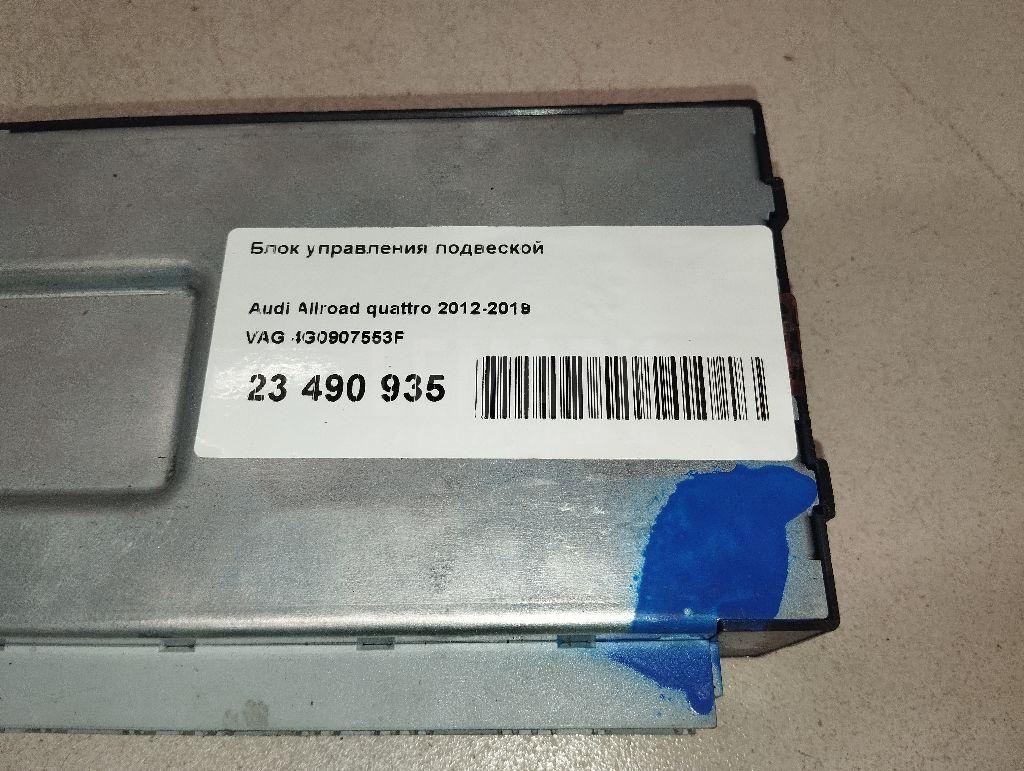 Блок управления подвеской
Audi Allroad quattro 2012-2019
VAG 4G0907553F
23 490 935